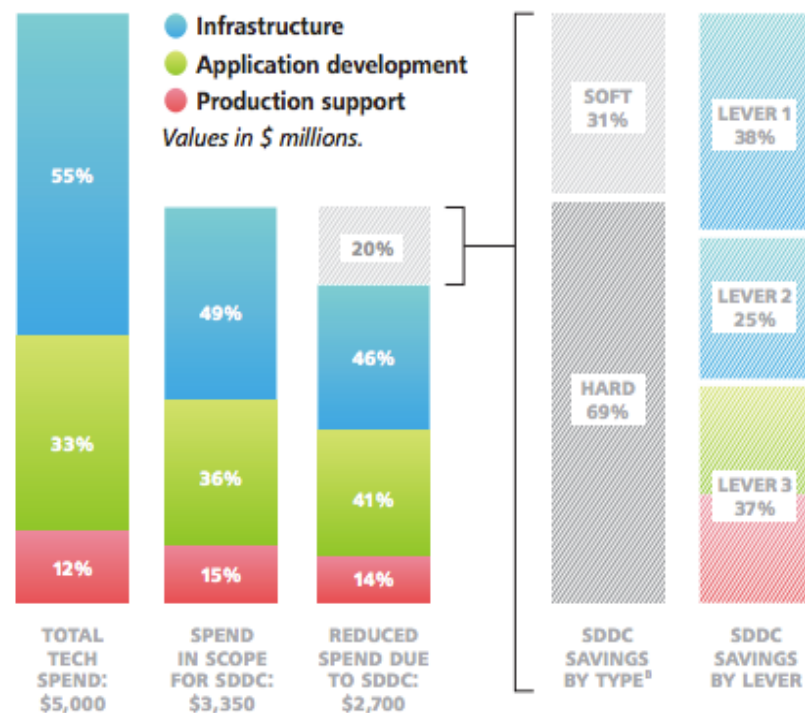 Infrastructure
Application development
Production support
Values in $ millions.
55%
33%
12%
49%
36%
15%
20%
46%
41%
14%
SOFT
31%
HARD
69%
LEVER 1
38%
LEVER 2
25%
LEVER 3
37%
TOTAL
TECH
SPEND:
$5,000
SPEND
IN SCOPE
FOR SDDC:
$3,350
REDUCED
SPEND DUE
TO SDDC:
$2,700
SDDC
SAVINGS
BY TYPE
SDDC
SAVINGS
BY LEVER